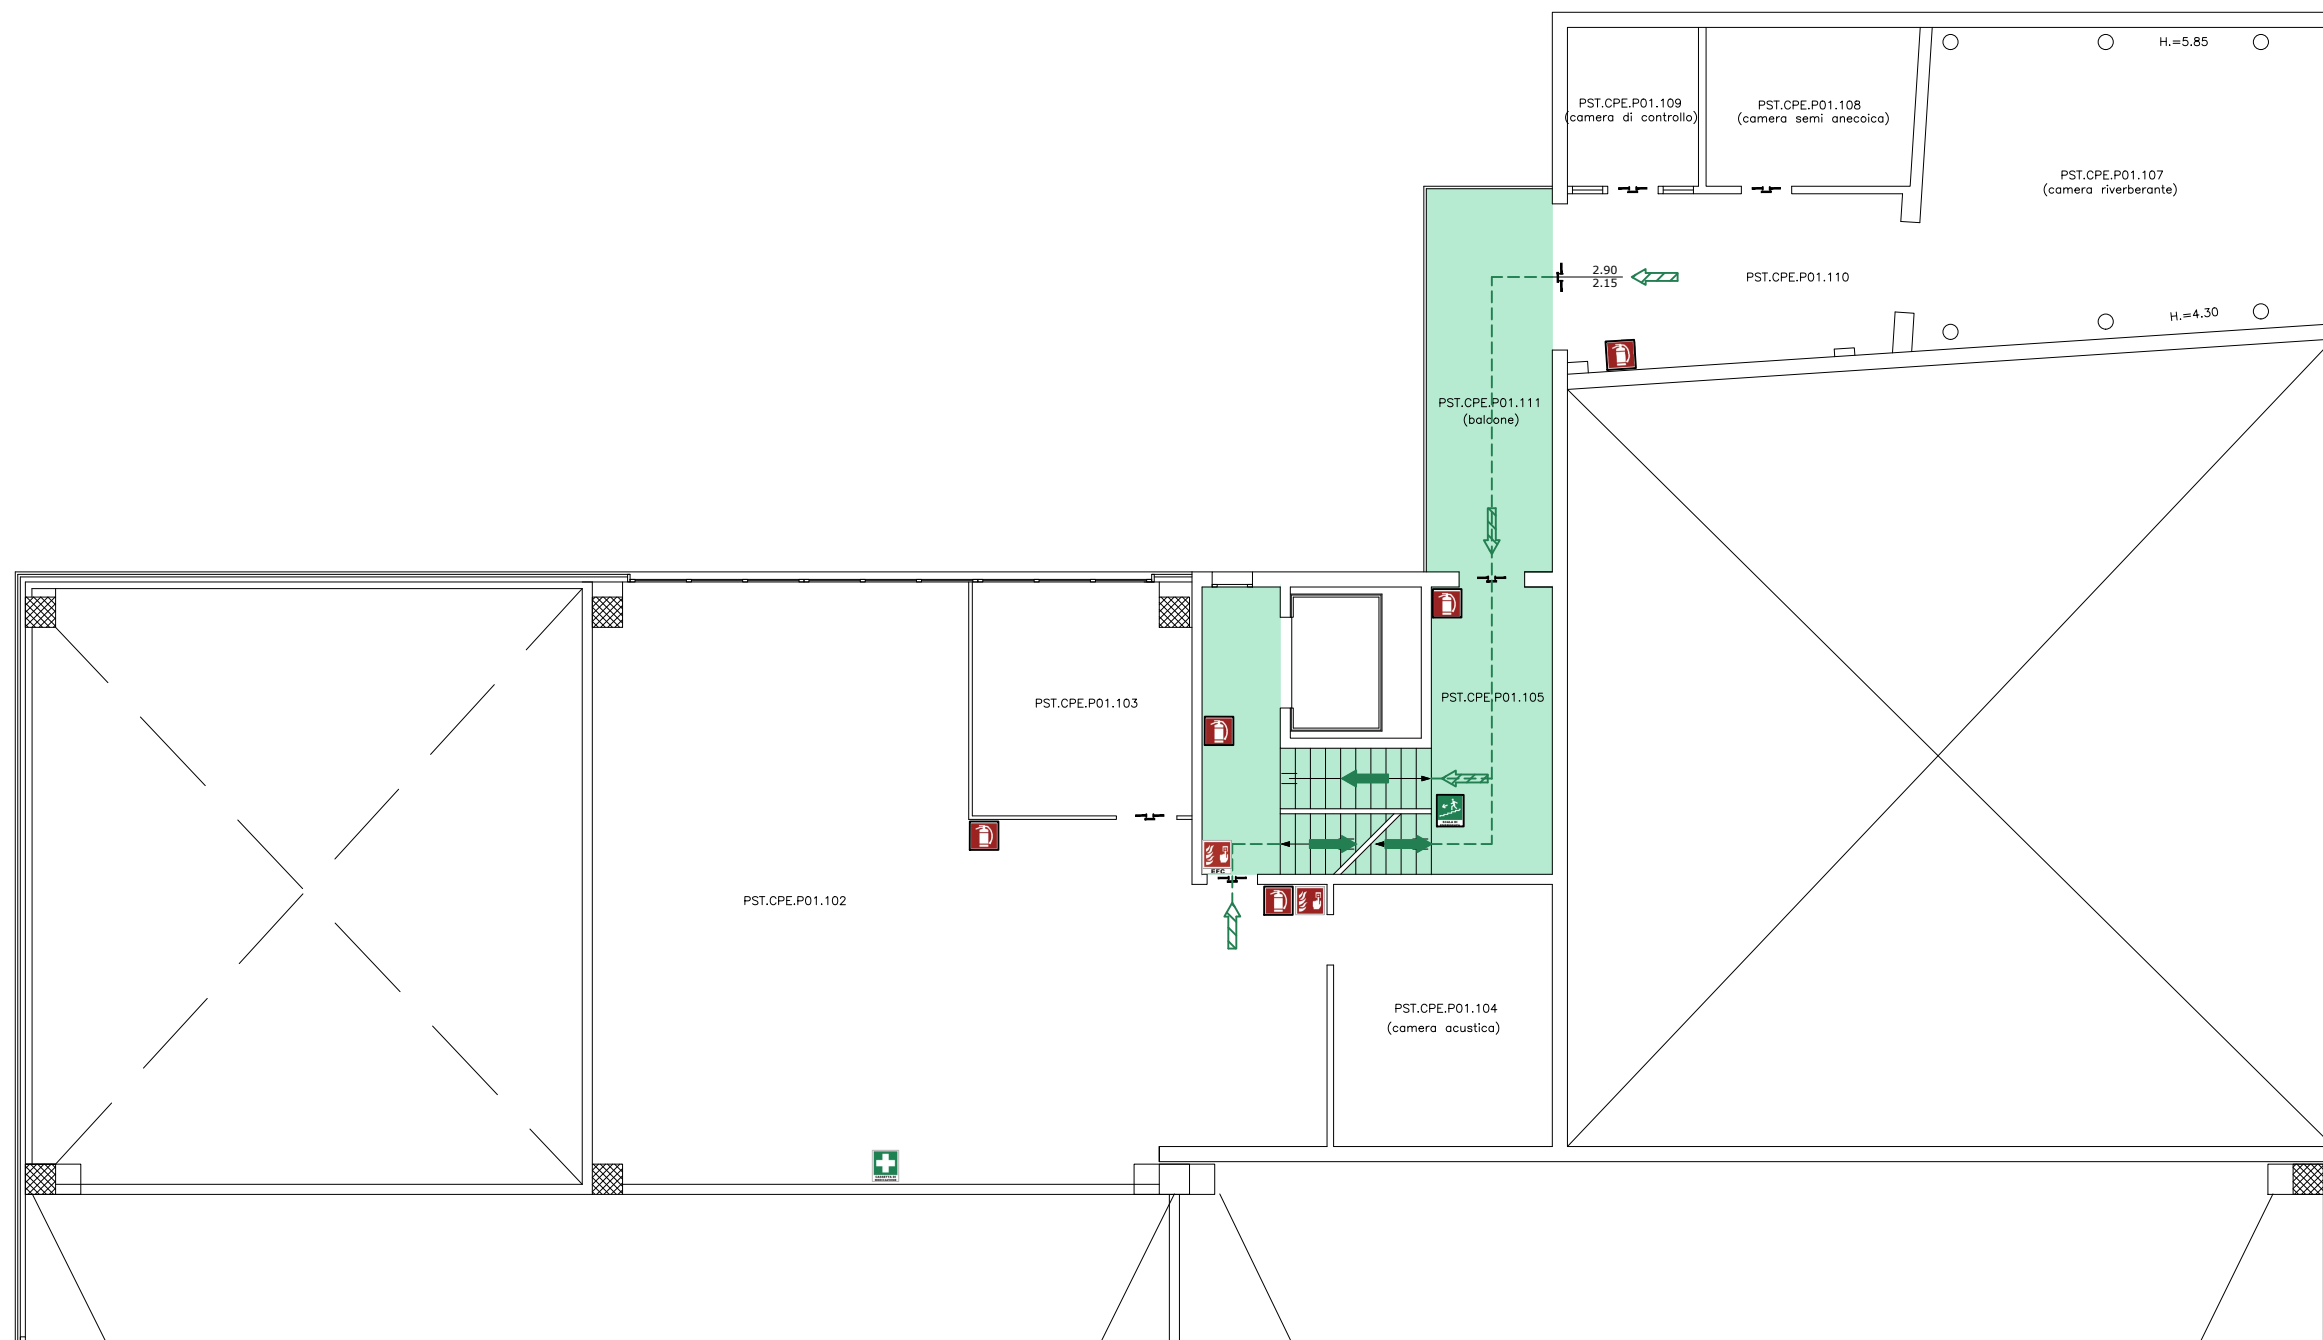 H.=5.85
PST.CPE.P01.109
(camera di controllo)
PST.CPE.P01.108
(camera semi anecoica)
PST.CPE.P01.107
(camera riverberante)
2.90
2.15
PST.CPE.P01.110
H.=4.30
PST.CPE.P01.111
(balcone)
PST.CPE.P01.105
PST.CPE.P01.103
PST.CPE.P01.102
PST.CPE.P01.104
(camera acustica)